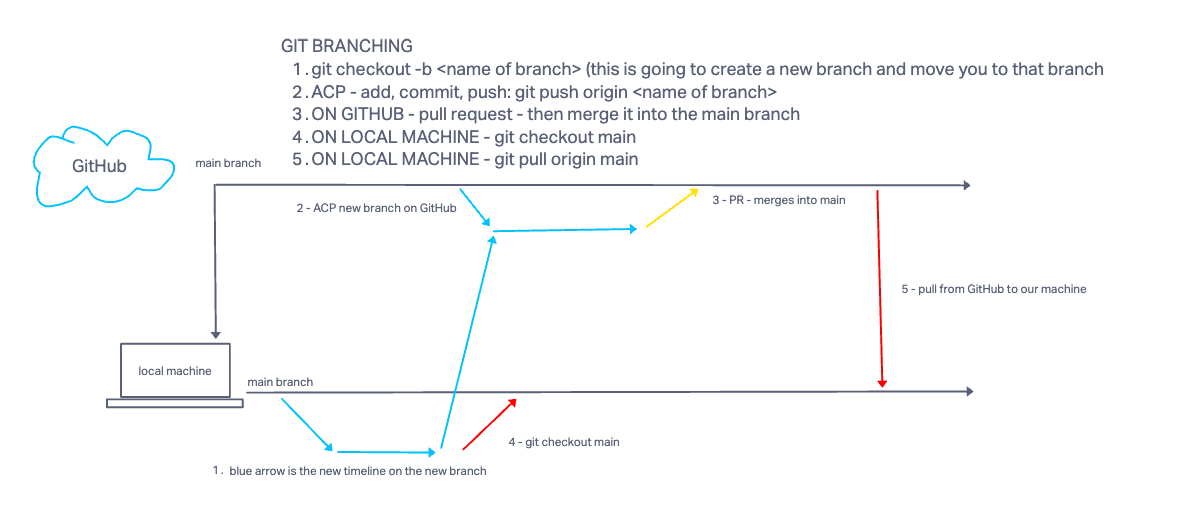 GIT BRANCHING
1. git checkout -b <name of branch> (this is going to create a new branch and move you to that branch
2. ACP - add, commit, push: git push origin <name of branch>
3. ON GITHUB - pull request - then merge it into the main branch
4. ON LOCAL MACHINE - git checkout main
5. ON LOCAL MACHINE - git pull origin main
GitHub
main branch
2 - ACP new branch on GitHub
3 - PR - merges into main
5 - pull from GitHub to our machine
local machine
main branch
4 - git checkout main
1. blue arrow is the new timeline on the new branch